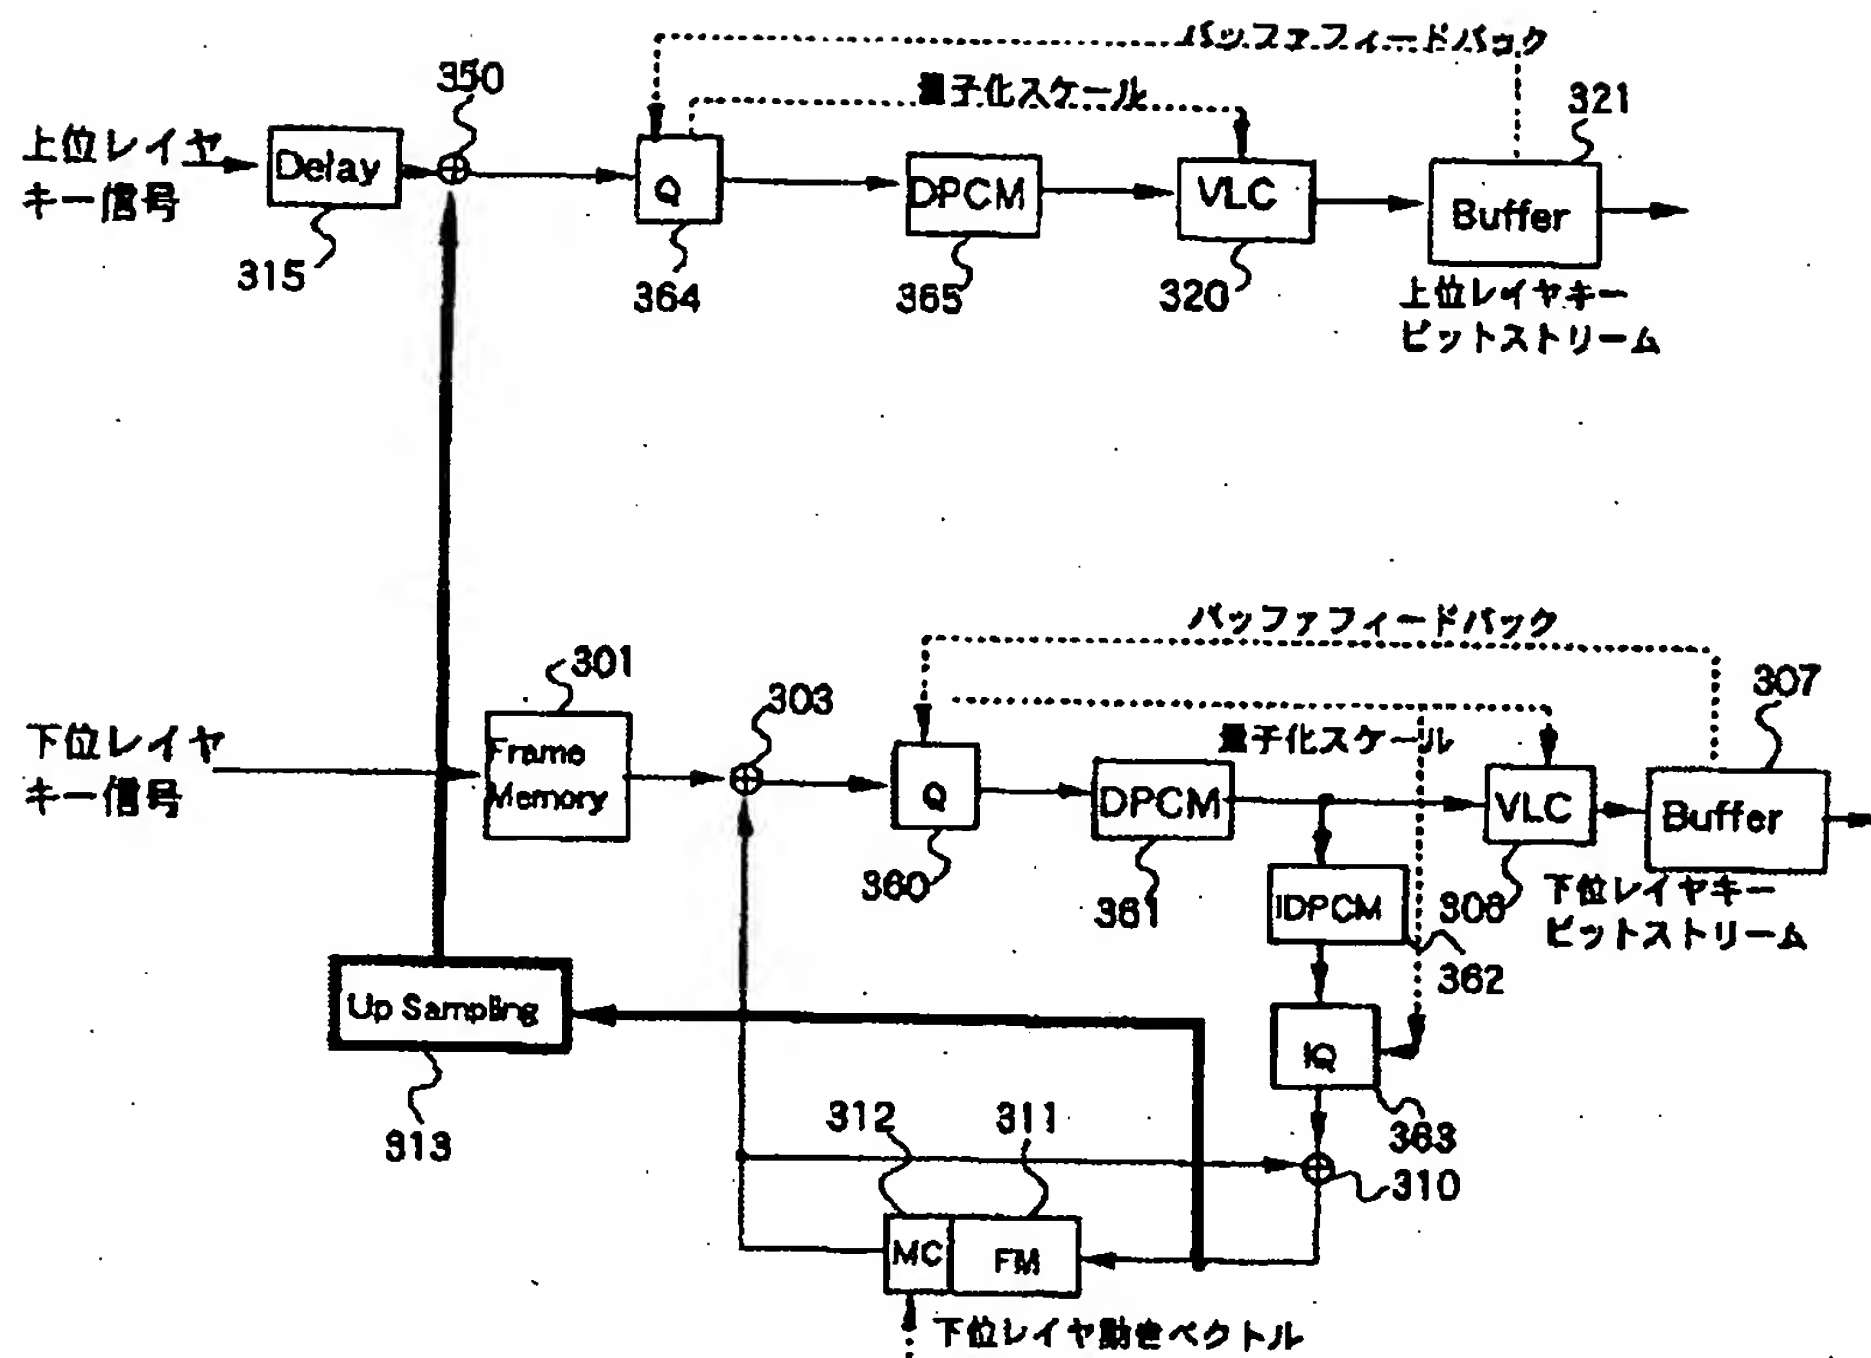 バッファフィードバック
350
量子化スケール
321
上位レイヤ
キー信号
Delay
Q
DPCM
VLC
Buffer
315
364
365
320
上位レイヤキー
ビットストリーム
バッファフィードバック
301
303
307
下位レイヤ
キー信号
Frame
Memory
量子化スケール
Q
DPCM
VLC
Buffer
360
361
IDPCM
308
下位レイヤキー
ビットストリーム
362
Up Sampling
IQ
313
312
311
363
310
MC
FM
下位レイヤ動きベクトル